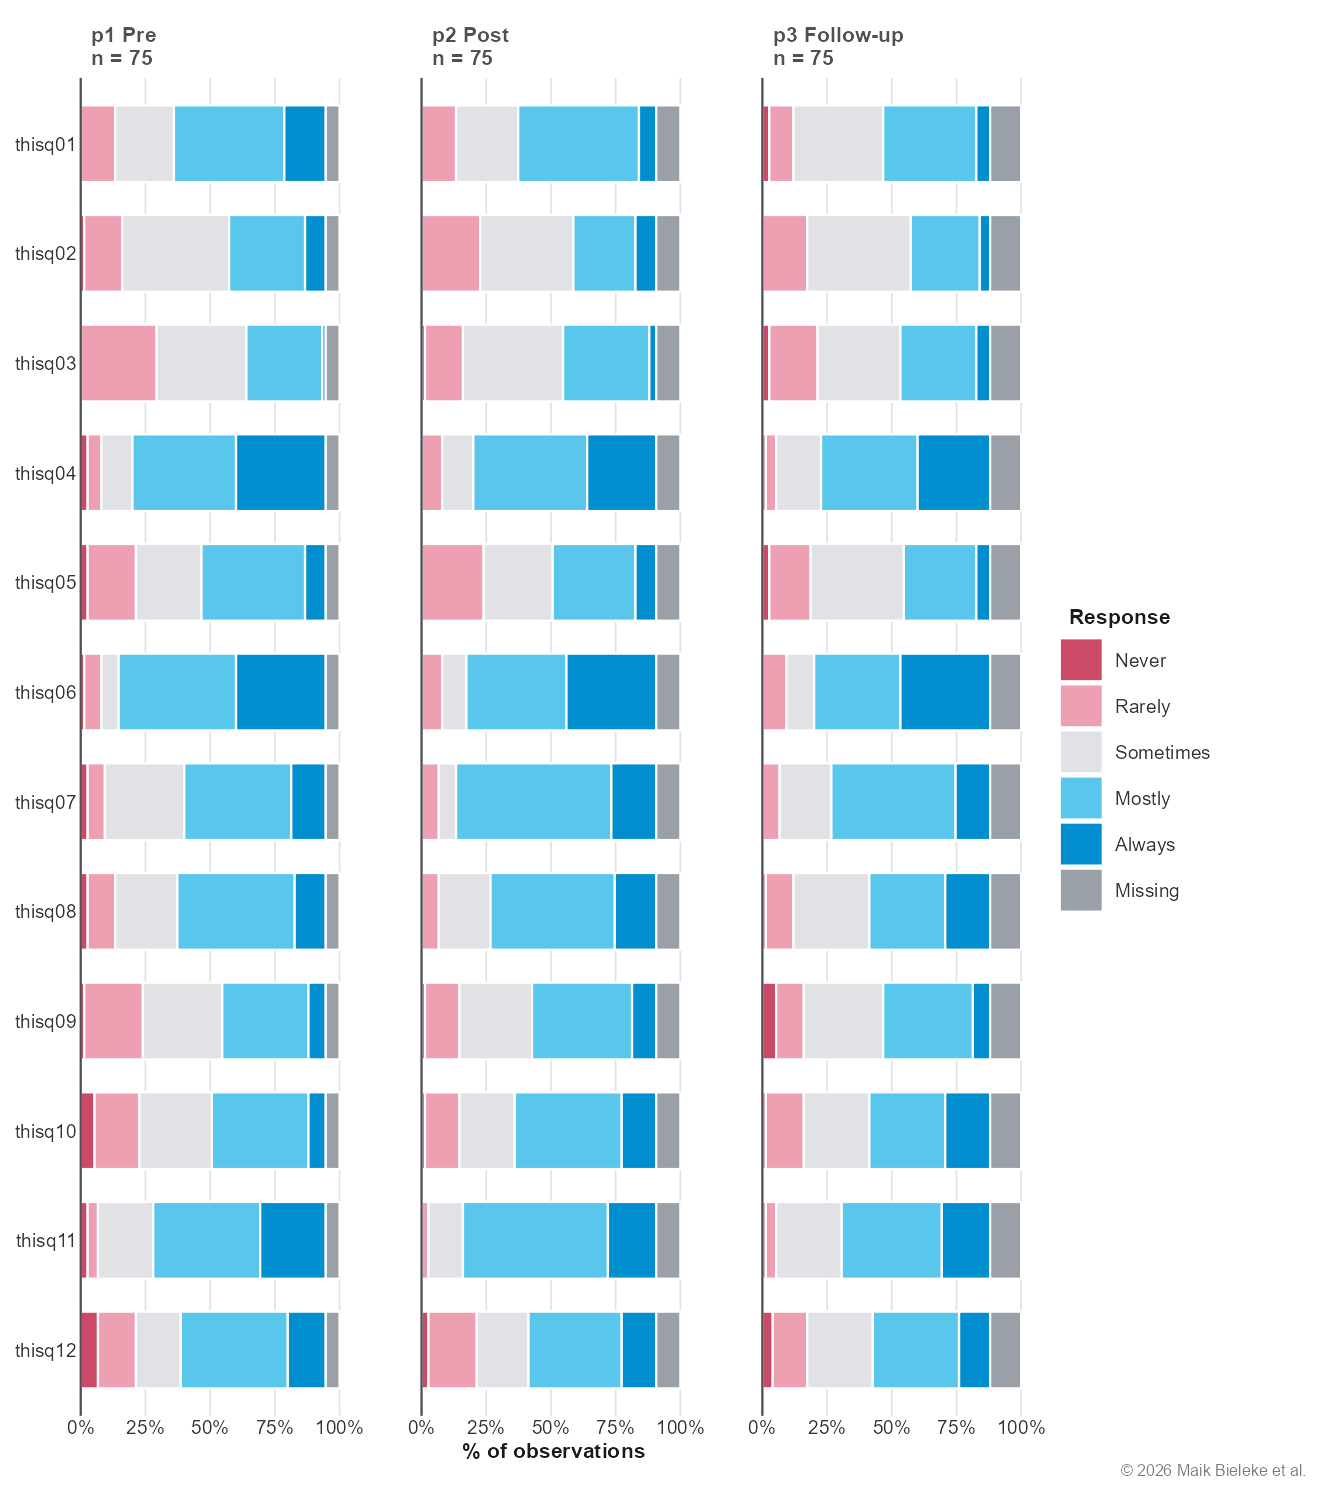 p1 Pre
n = 75
p2 Post
n = 75
p3 Follow-up
n = 75
thisq01
thisq02
thisq03
thisq04
thisq05
thisq06
thisq07
thisq08
thisq09
thisq10
thisq11
thisq12
0% 25% 50% 75% 100%
0% 25% 50% 75% 100%
0% 25% 50% 75% 100%
% of observations
Response
Never
Rarely
Sometimes
Mostly
Always
Missing
© 2026 Maik Bieleke et al.